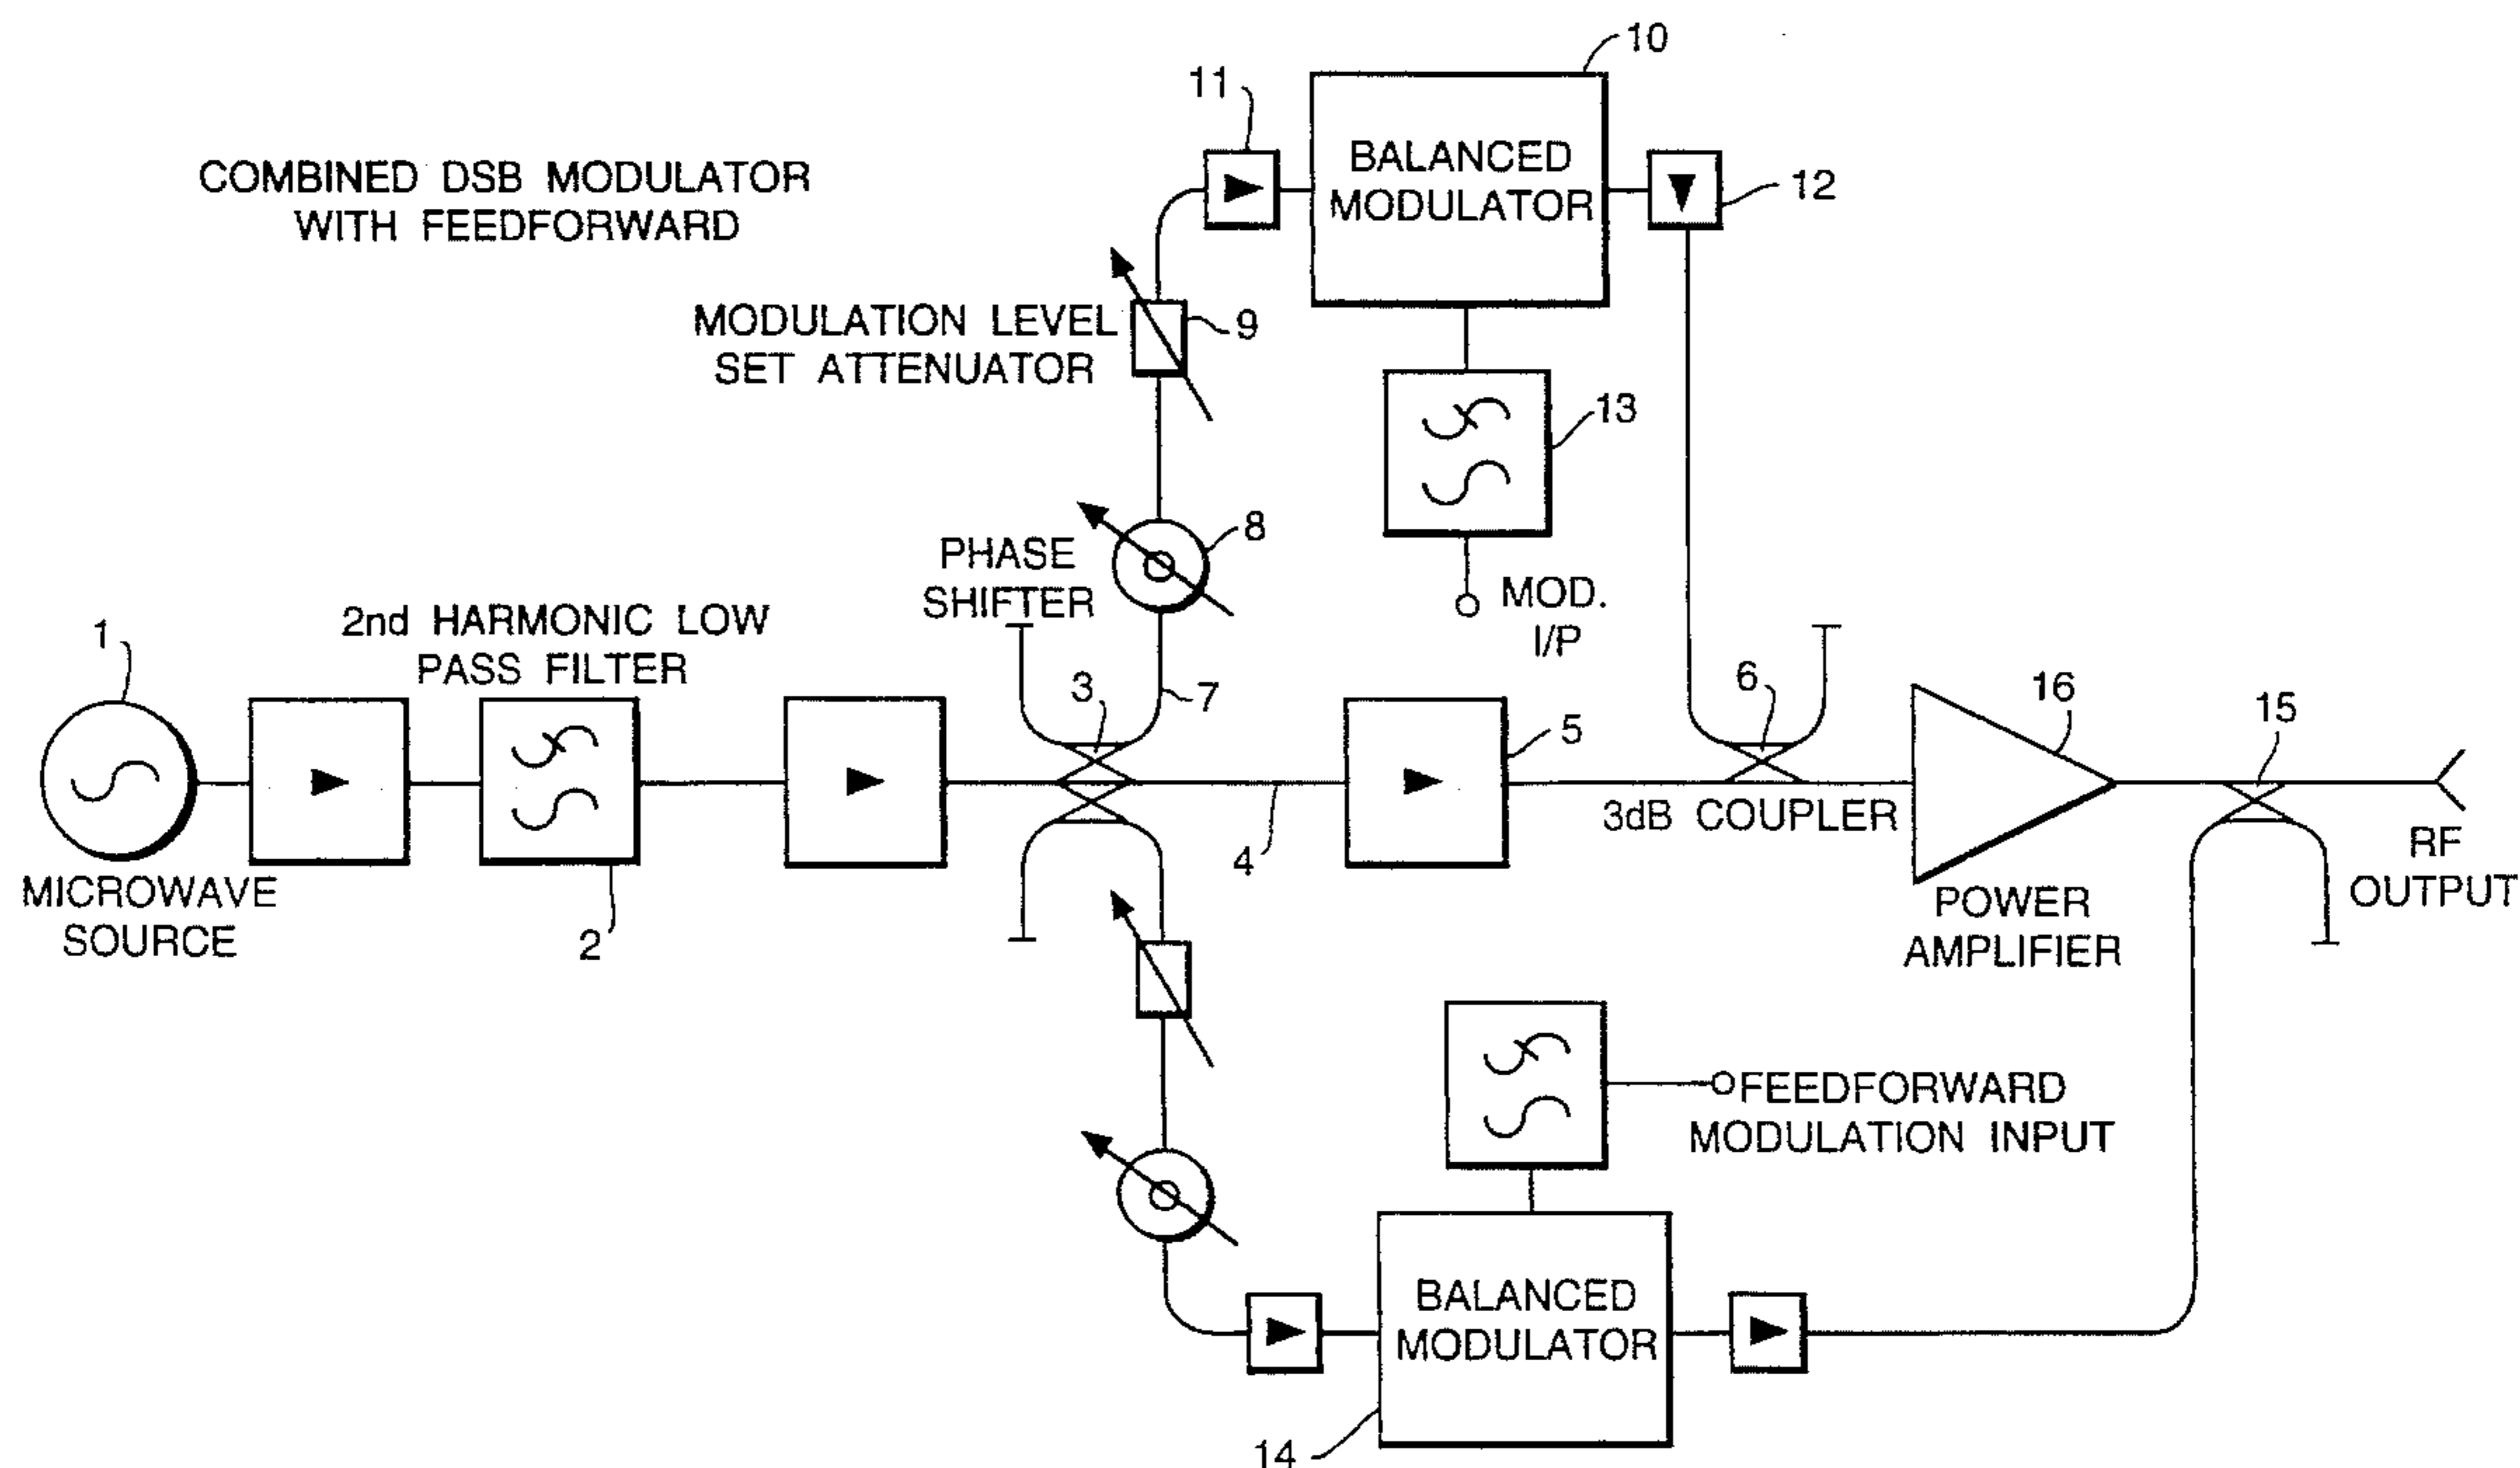 10
11
COMBINED DSB MODULATOR
WITH FEEDFORWARD
BALANCED
MODULATOR
12
MODULATION LEVEL
SET ATTENUATOR
9
13
PHASE
SHIFTER
8
MOD.
I/P
2nd HARMONIC LOW
PASS FILTER
1
3
7
5
6
16
15
3dB COUPLER
4
MICROWAVE
SOURCE
2
POWER
AMPLIFIER
RF
OUTPUT
FEEDFORWARD
MODULATION INPUT
BALANCED
MODULATOR
14